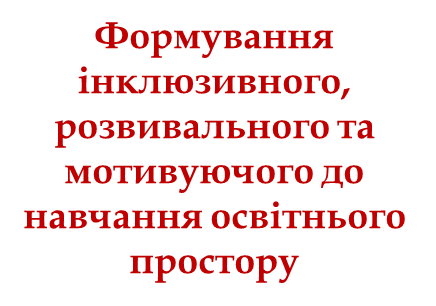 Формування
інклюзивного,
розвивального та
мотивуючого до
навчання освітнього
простору